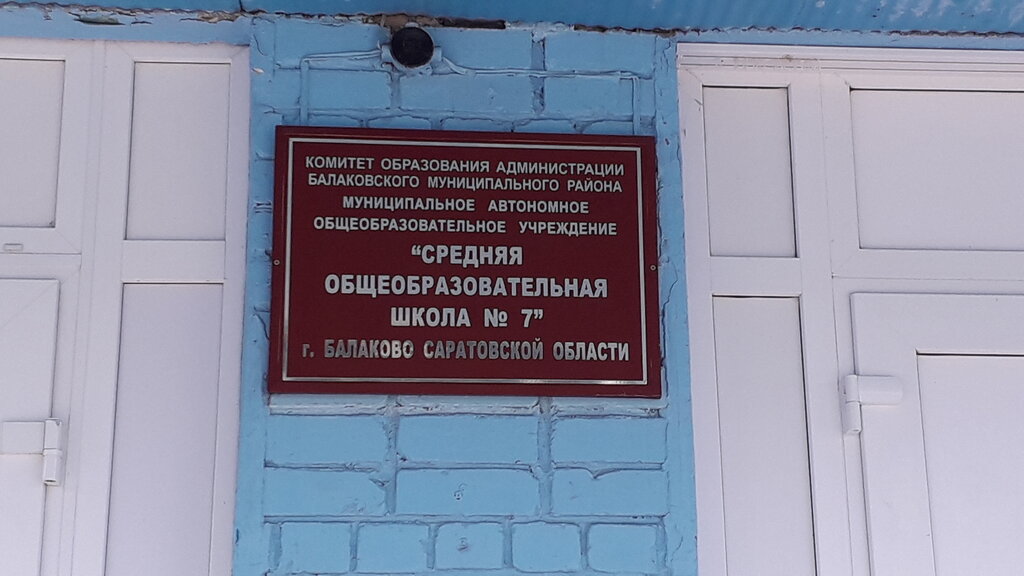 КОМИТЕТ ОБРАЗОВАНИЯ АДМИНИСТРАЦИИ
БАЛАКОВСКОГО МУНИЦИПАЛЬНОГО РАЙОНА
МУНИЦИПАЛЬНОЕ АВТОНОМНОЕ
ОБЩЕОБРАЗОВАТЕЛЬНОЕ УЧРЕЖДЕНИЕ
“СРЕДНЯЯ
ОБЩЕОБРАЗОВАТЕЛЬНАЯ
ШКОЛА № 7”
г. БАЛАКОВО САРАТОВСКОЙ ОБЛАСТИ